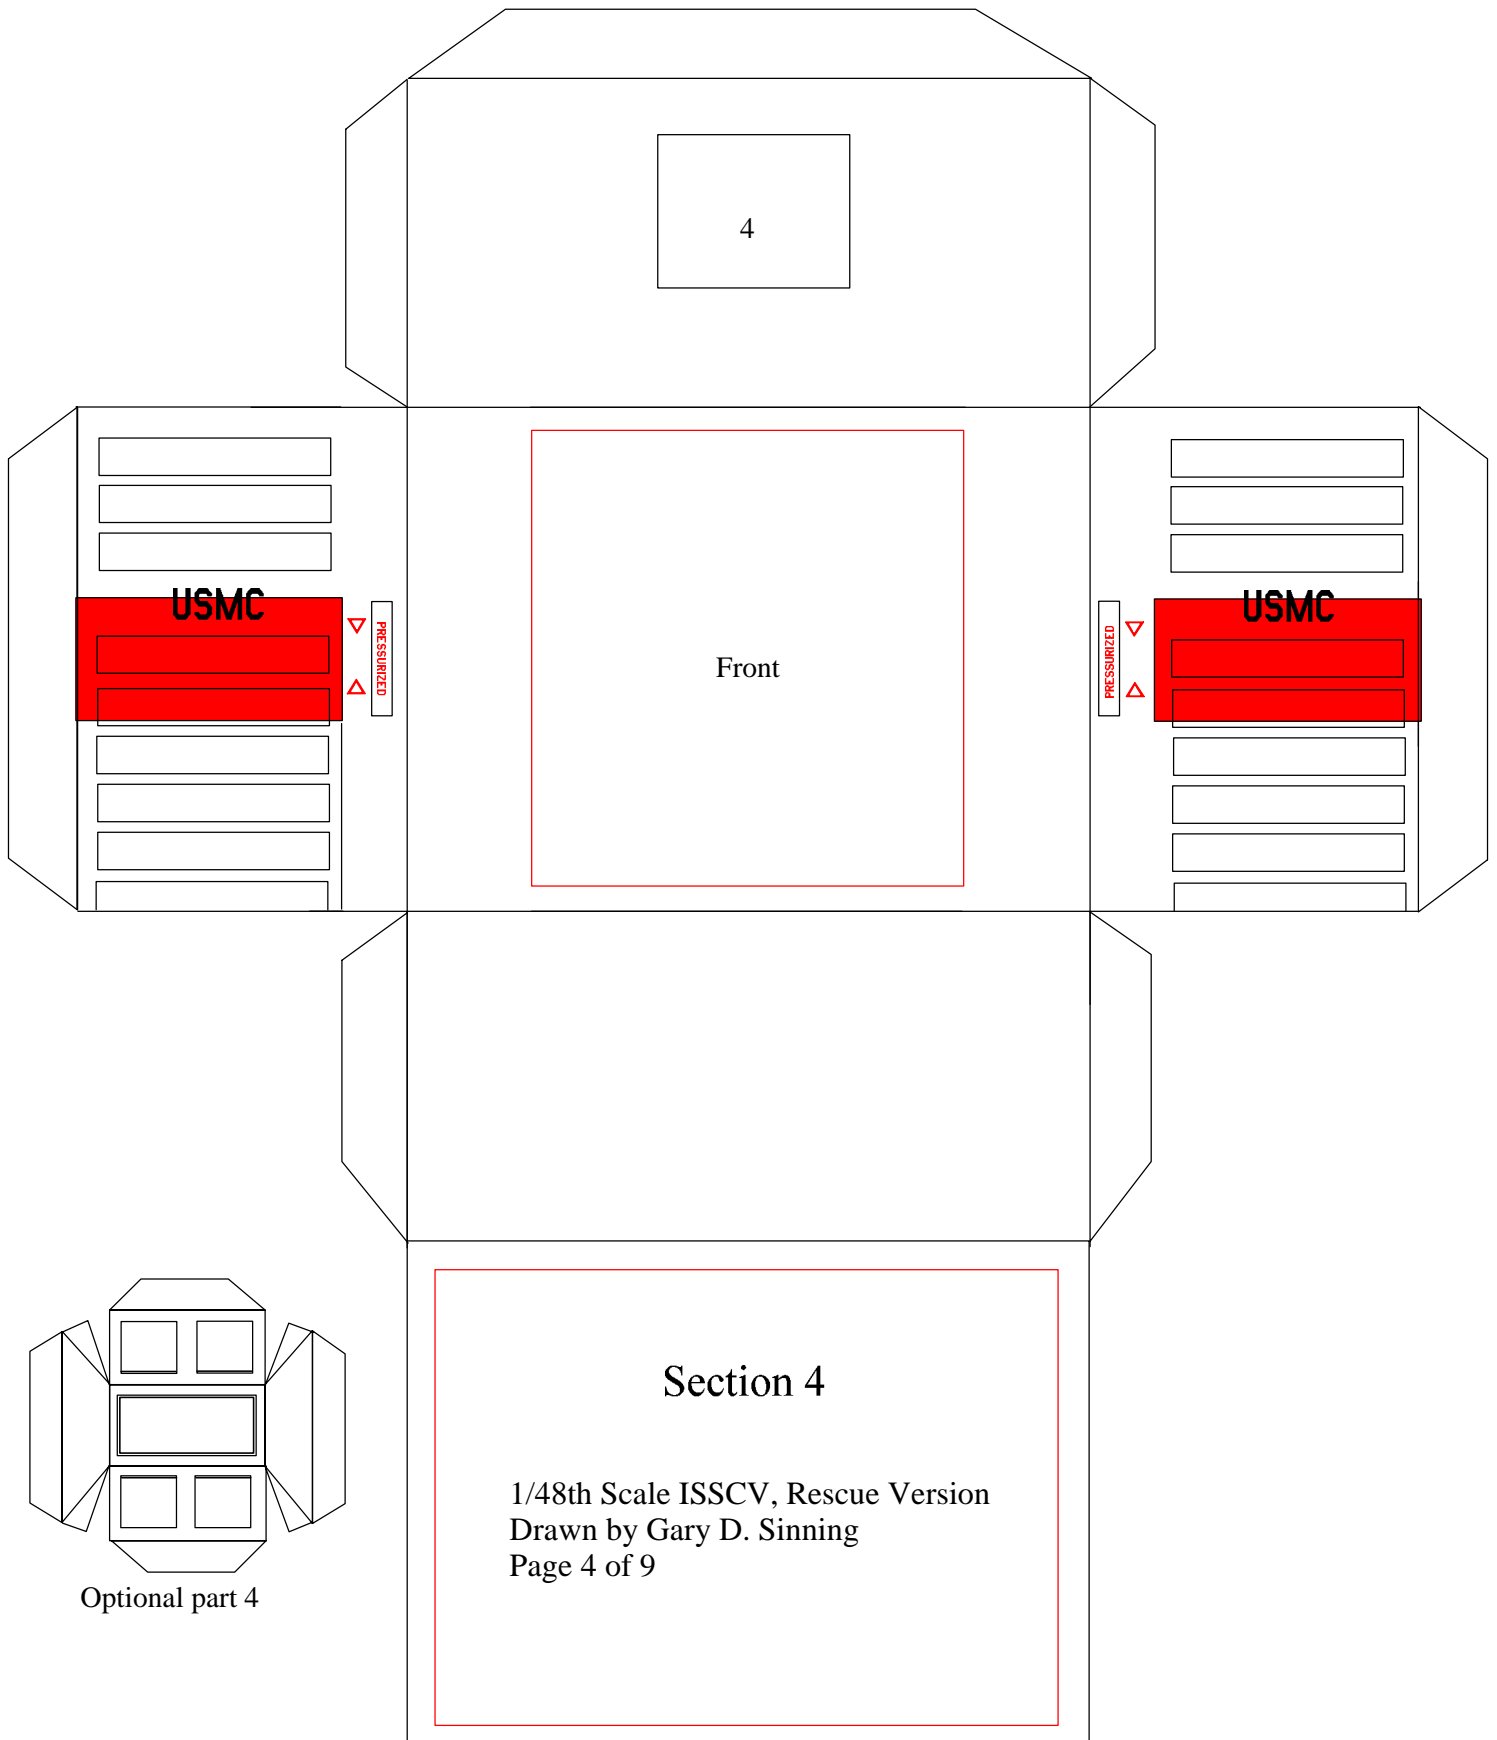 4
USMC
USMC
PRESSURIZED
PRESSURIZED
Front
Section 4
1/48th Scale ISSCV, Rescue Version
Drawn by Gary D. Sinning
Page 4 of 9
Optional part 4